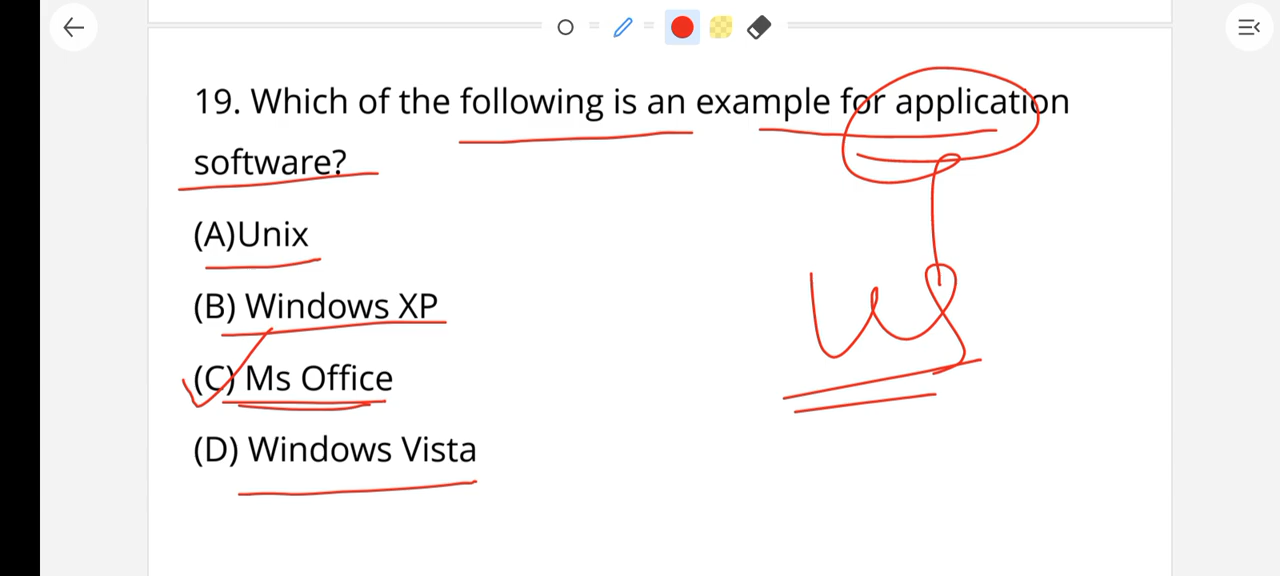 19. Which of the following is an example for application
software?
(A)Unix
(B) Windows XP
(C) Ms Office
(D) Windows Vista